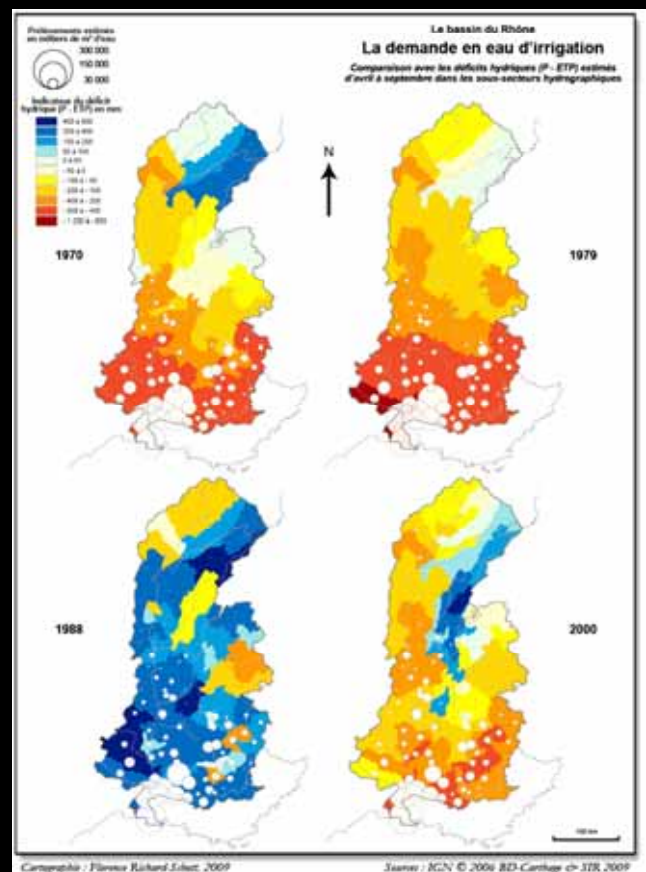 Prélèvements estimés
en milliers de m³ d'eau
300 000
150 000
30 000
Indicateur du déficit
hydrique (P - ETP) en mm
Le bassin du Rhône
La demande en eau d'irrigation
Comparaison avec les déficits hydriques (P - ETP) estimés
d'avril à septembre dans les sous-secteurs hydrographiques
N
1970
1979
1988
2000
100 km
Cartographie : Florence Richard-Schott, 2009
Sources : IGN © 2006 BD-Carthage & SIR 2009